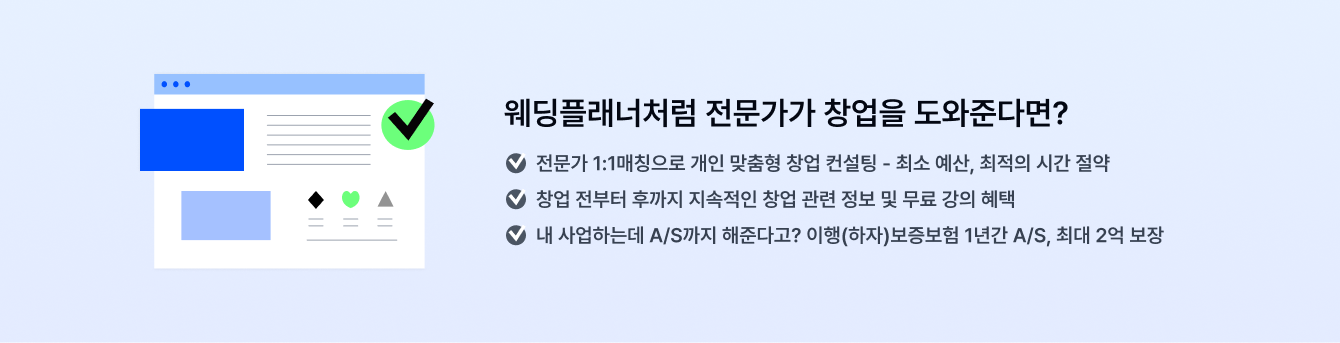 웨딩플래너처럼 전문가가 창업을 도와준다면?
전문가 1:1매칭으로 개인 맞춤형 창업 컨설팅 - 최소 예산, 최적의 시간 절약
창업 전부터 후까지 지속적인 창업 관련 정보 및 무료 강의 혜택
내 사업하는데 A/S까지 해준다고? 이행(하자)보증보험 1년간 A/S, 최대 2억 보장